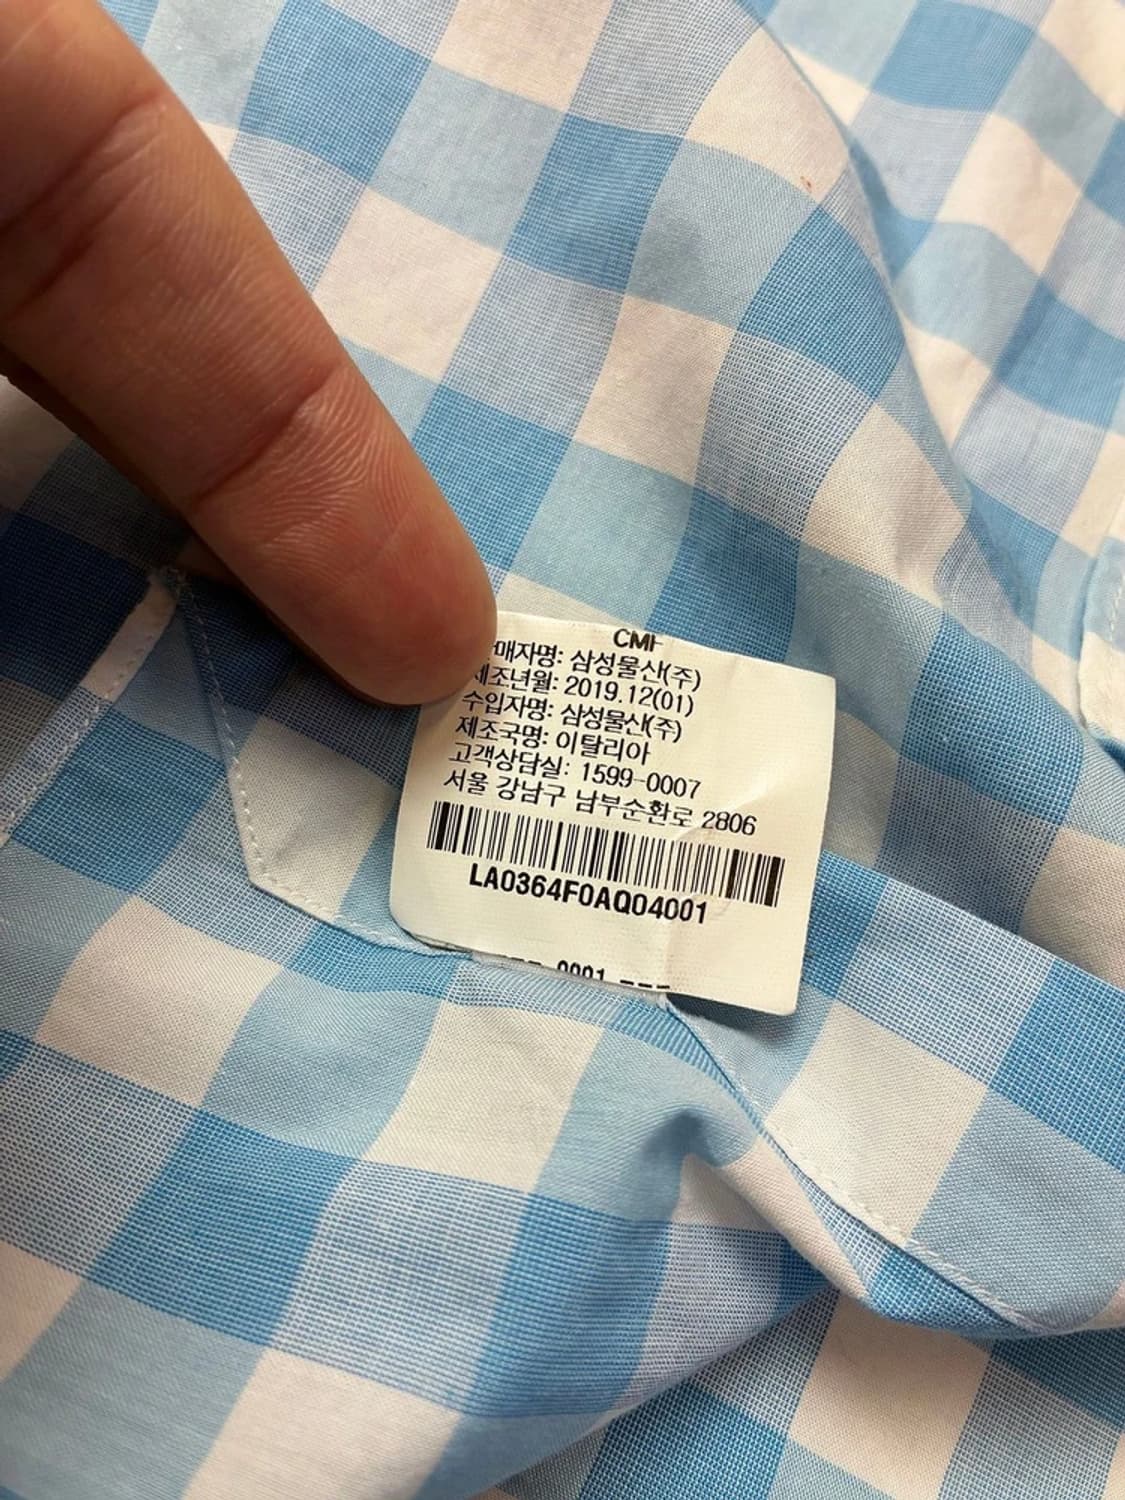 매자명: 삼성물산(주)
제조년월: 2019.12(01)
수입자명: 삼성물산(주)
제조국명: 이탈리아
고객상담실: 1599-0007
서울 강남구 남부순환로 2806
LA0364F0AQ04001